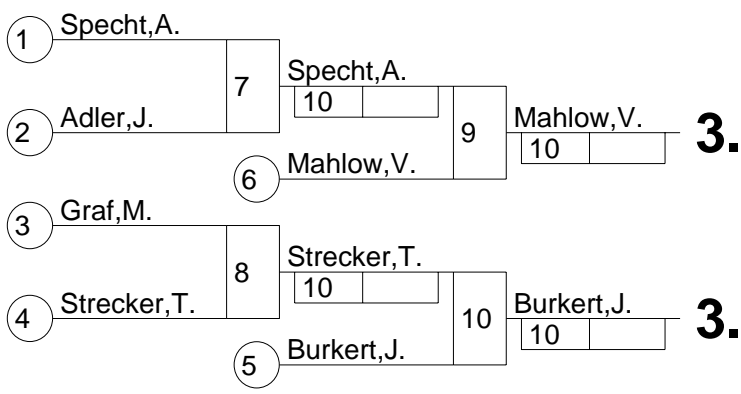 1 Specht,A.
7 Specht,A.
10
2 Adler,J.
9 Mahlow,V. 3.
10
6 Mahlow,V.
3 Graf,M.
8 Strecker,T.
10
4 Strecker,T.
10 Burkert,J. 3.
10
5 Burkert,J.